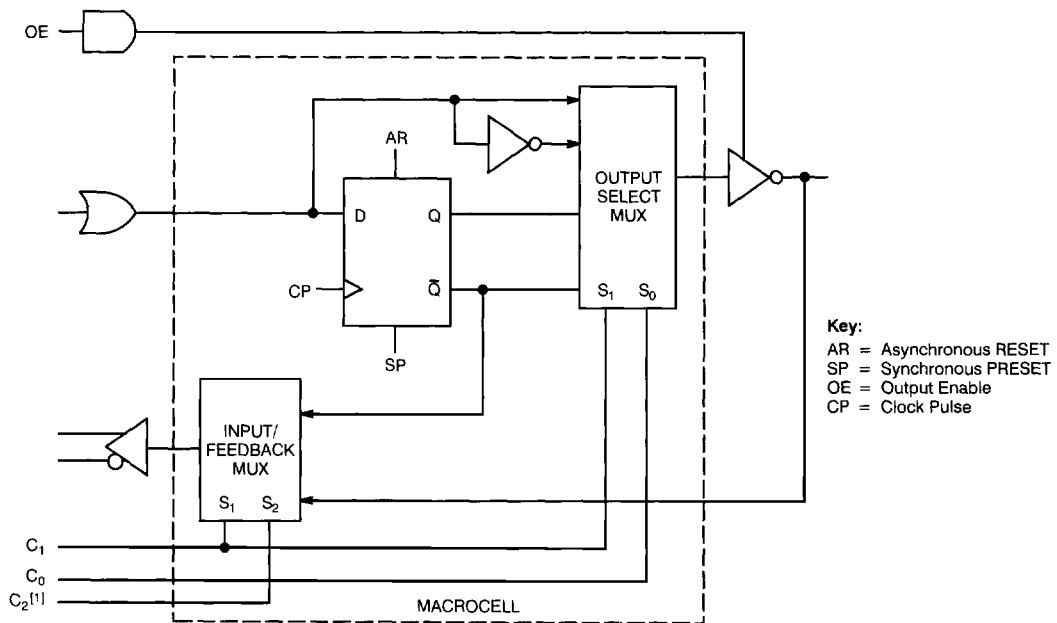 OE
AR
OUTPUT
SELECT
MUX
D
Q
CP
Q̅
S₁ S₀
SP
Key:
AR = Asynchronous RESET
SP = Synchronous PRESET
OE = Output Enable
CP = Clock Pulse
INPUT/
FEEDBACK
MUX
S₁ S₂
C₁
C₀
C₂[1]
MACROCELL